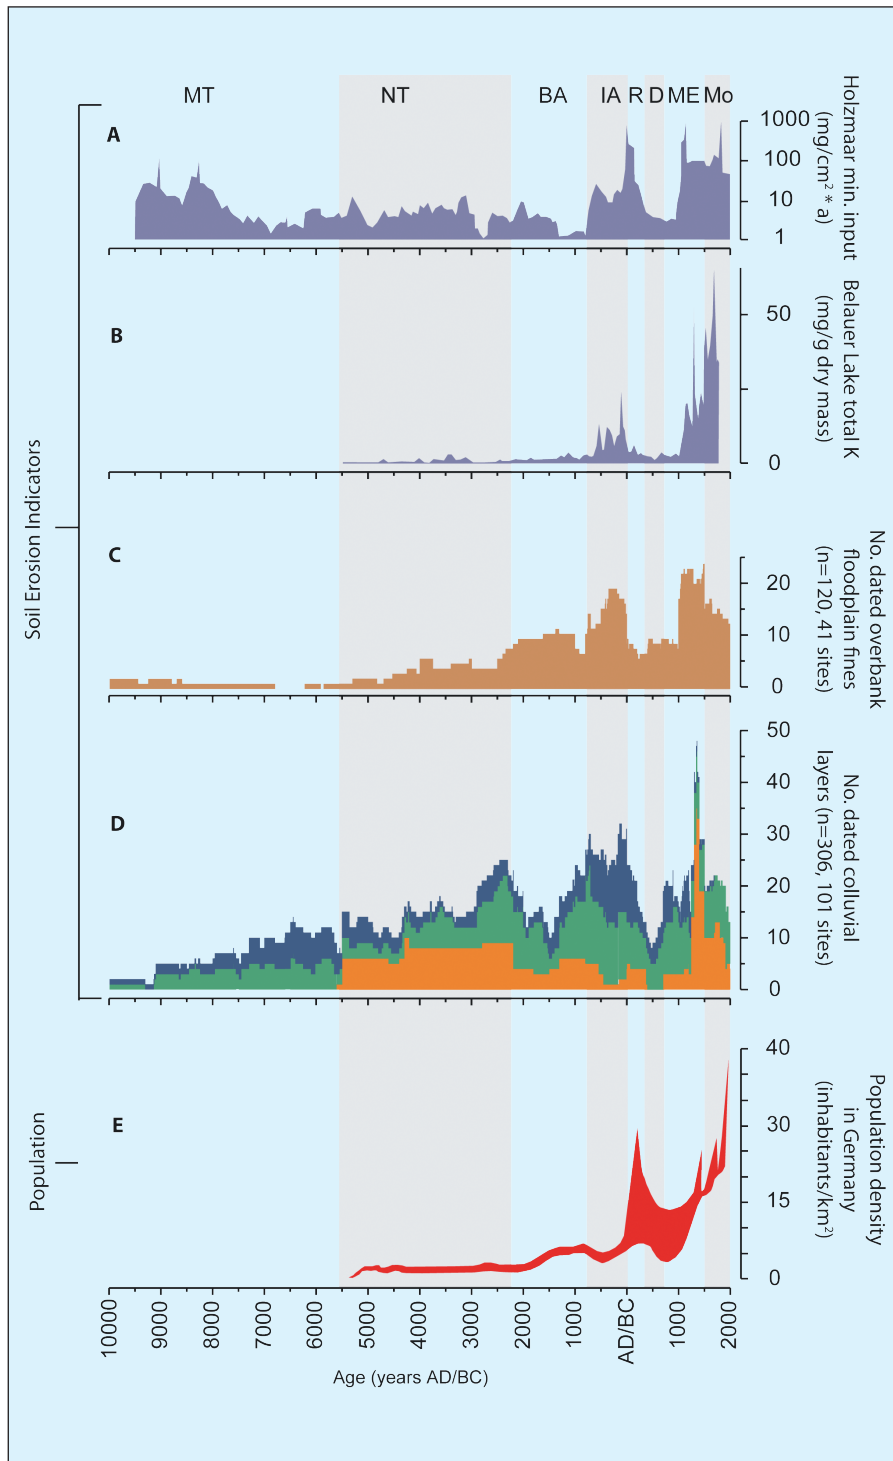 MT NT BA IA R D ME Mo
A
1000
100
10
1
Holzmaar min. input
(mg/cm² * a)
B
50
0
Belauer Lake total K
(mg/g dry mass)
Soil Erosion Indicators
C
20
10
0
No. dated overbank
floodplain fines
(n=120, 41 sites)
D
50
40
30
20
10
0
No. dated colluvial
layers (n=306, 101 sites)
Population
E
40
30
15
0
Population density
in Germany
(inhabitants/km²)
10000 9000 8000 7000 6000 5000 4000 3000 2000 1000 AD/BC 1000 2000
Age (years AD/BC)